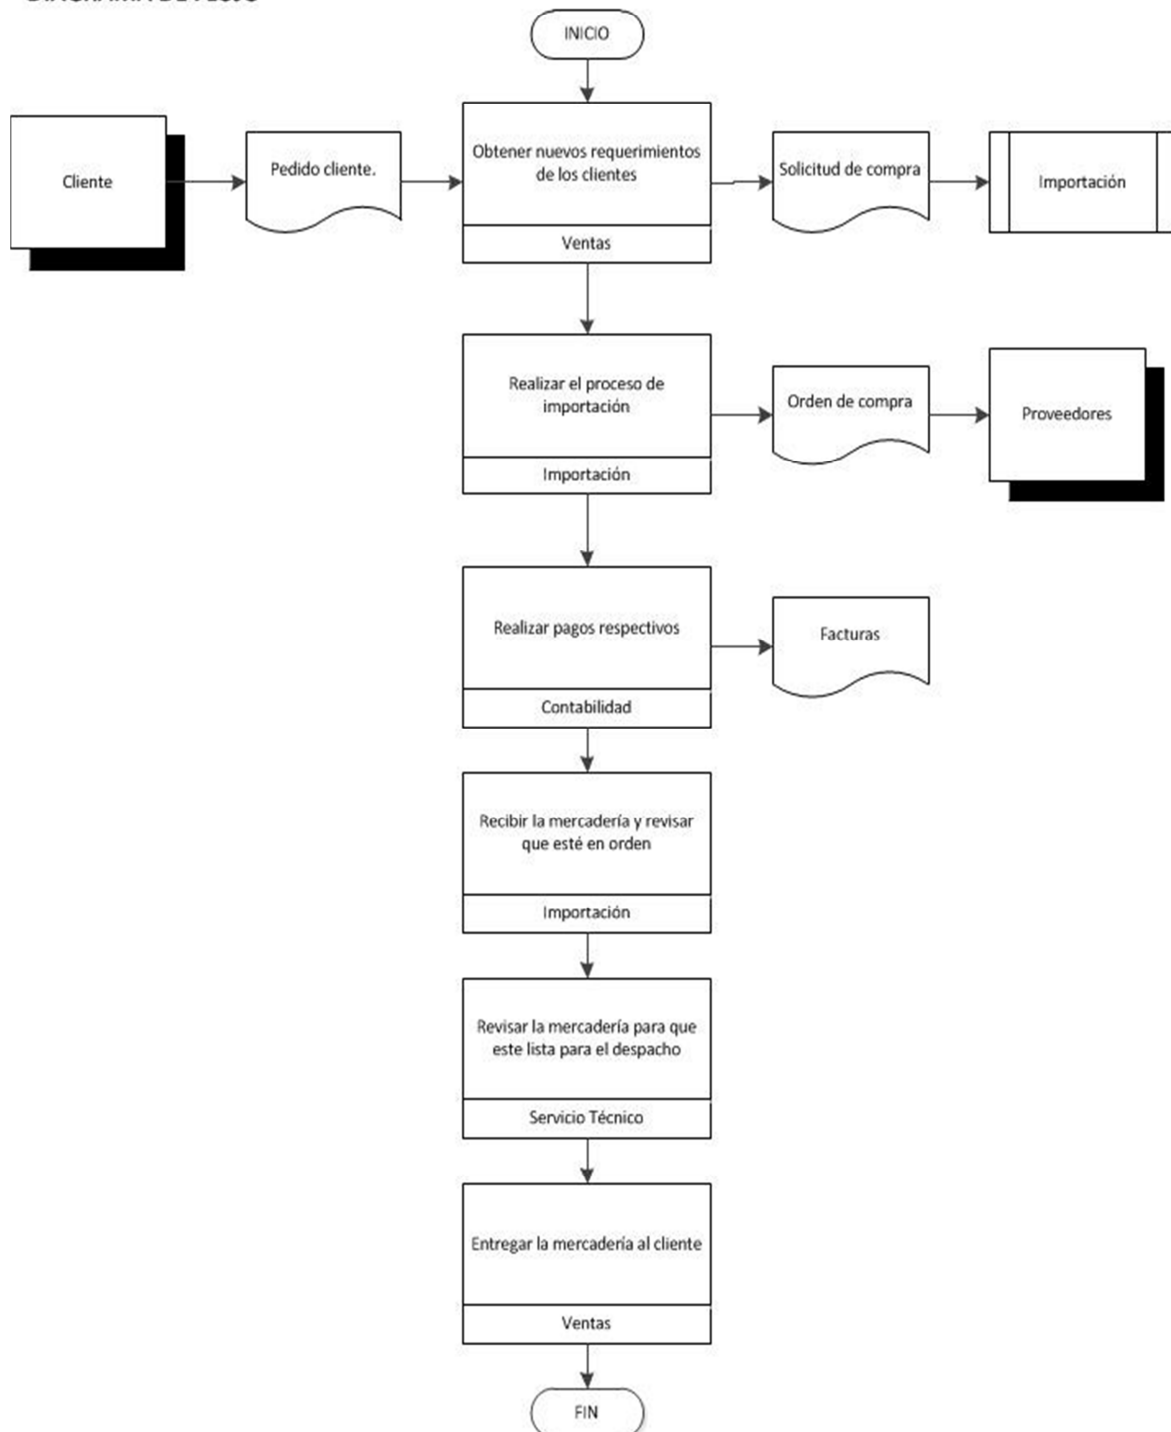 INICIO
Cliente
Pedido cliente.
Obtener nuevos requerimientos
de los clientes
Ventas
Solicitud de compra
Importación
Realizar el proceso de
importación
Importación
Orden de compra
Proveedores
Realizar pagos respectivos
Contabilidad
Facturas
Recibir la mercadería y revisar
que esté en orden
Importación
Revisar la mercadería para que
este lista para el despacho
Servicio Técnico
Entregar la mercadería al cliente
Ventas
FIN